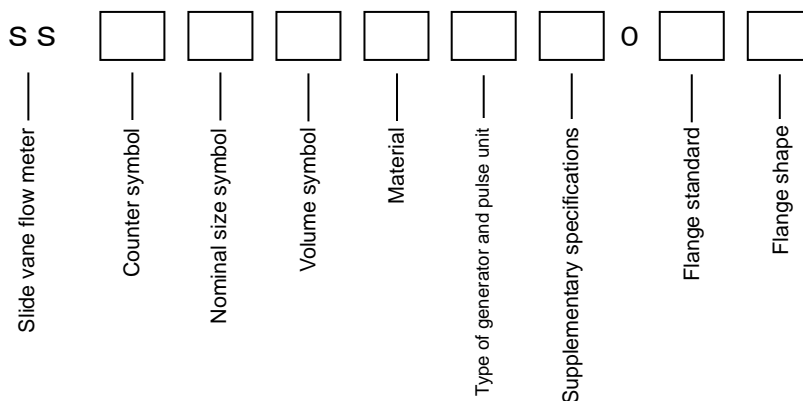 S S 0
Slide vane flow meter
Counter symbol
Nominal size symbol
Volume symbol
Material
Type of generator and pulse unit
Supplementary specifications
Flange standard
Flange shape